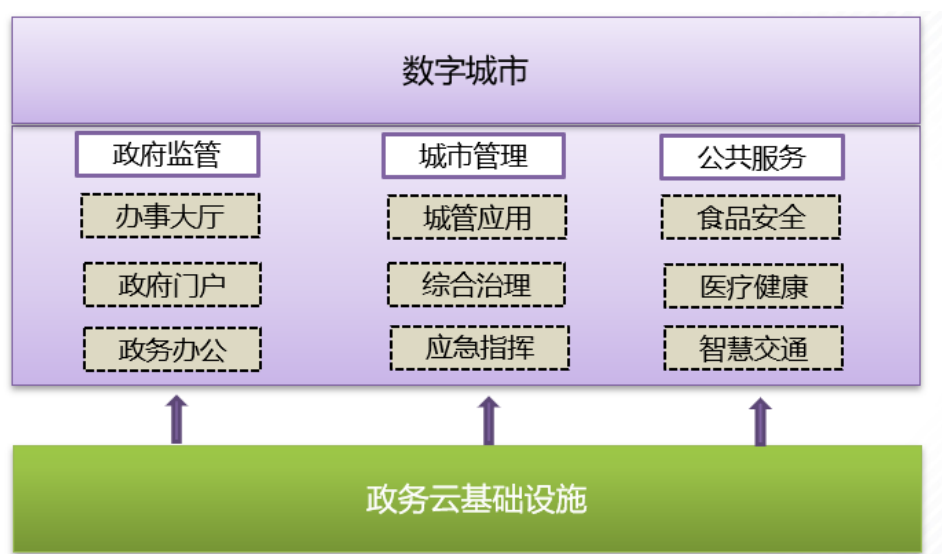 数字城市
政府监管
城市管理
公共服务
办事大厅
城管应用
食品安全
政府门户
综合治理
医疗健康
政务办公
应急指挥
智慧交通
政务云基础设施